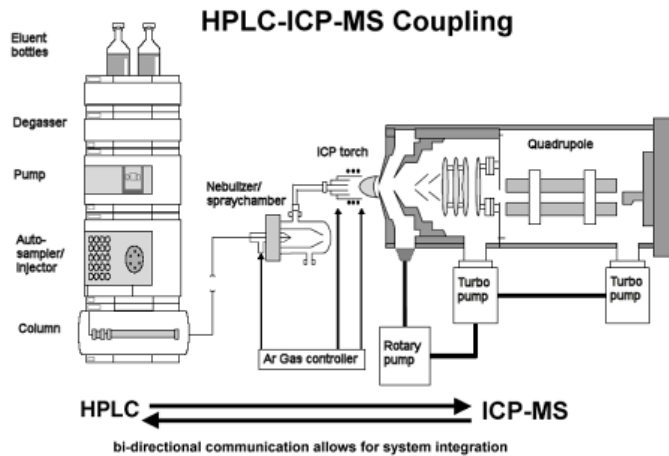 HPLC-ICP-MS Coupling
Eluent
bottles
Degasser
Pump
Auto-
sampler/
injector
Column
Nebulizer/
spraychamber
ICP torch
Quadrupole
Ar Gas controller
Rotary
pump
Turbo
pump
Turbo
pump
HPLC
ICP-MS
bi-directional communication allows for system integration